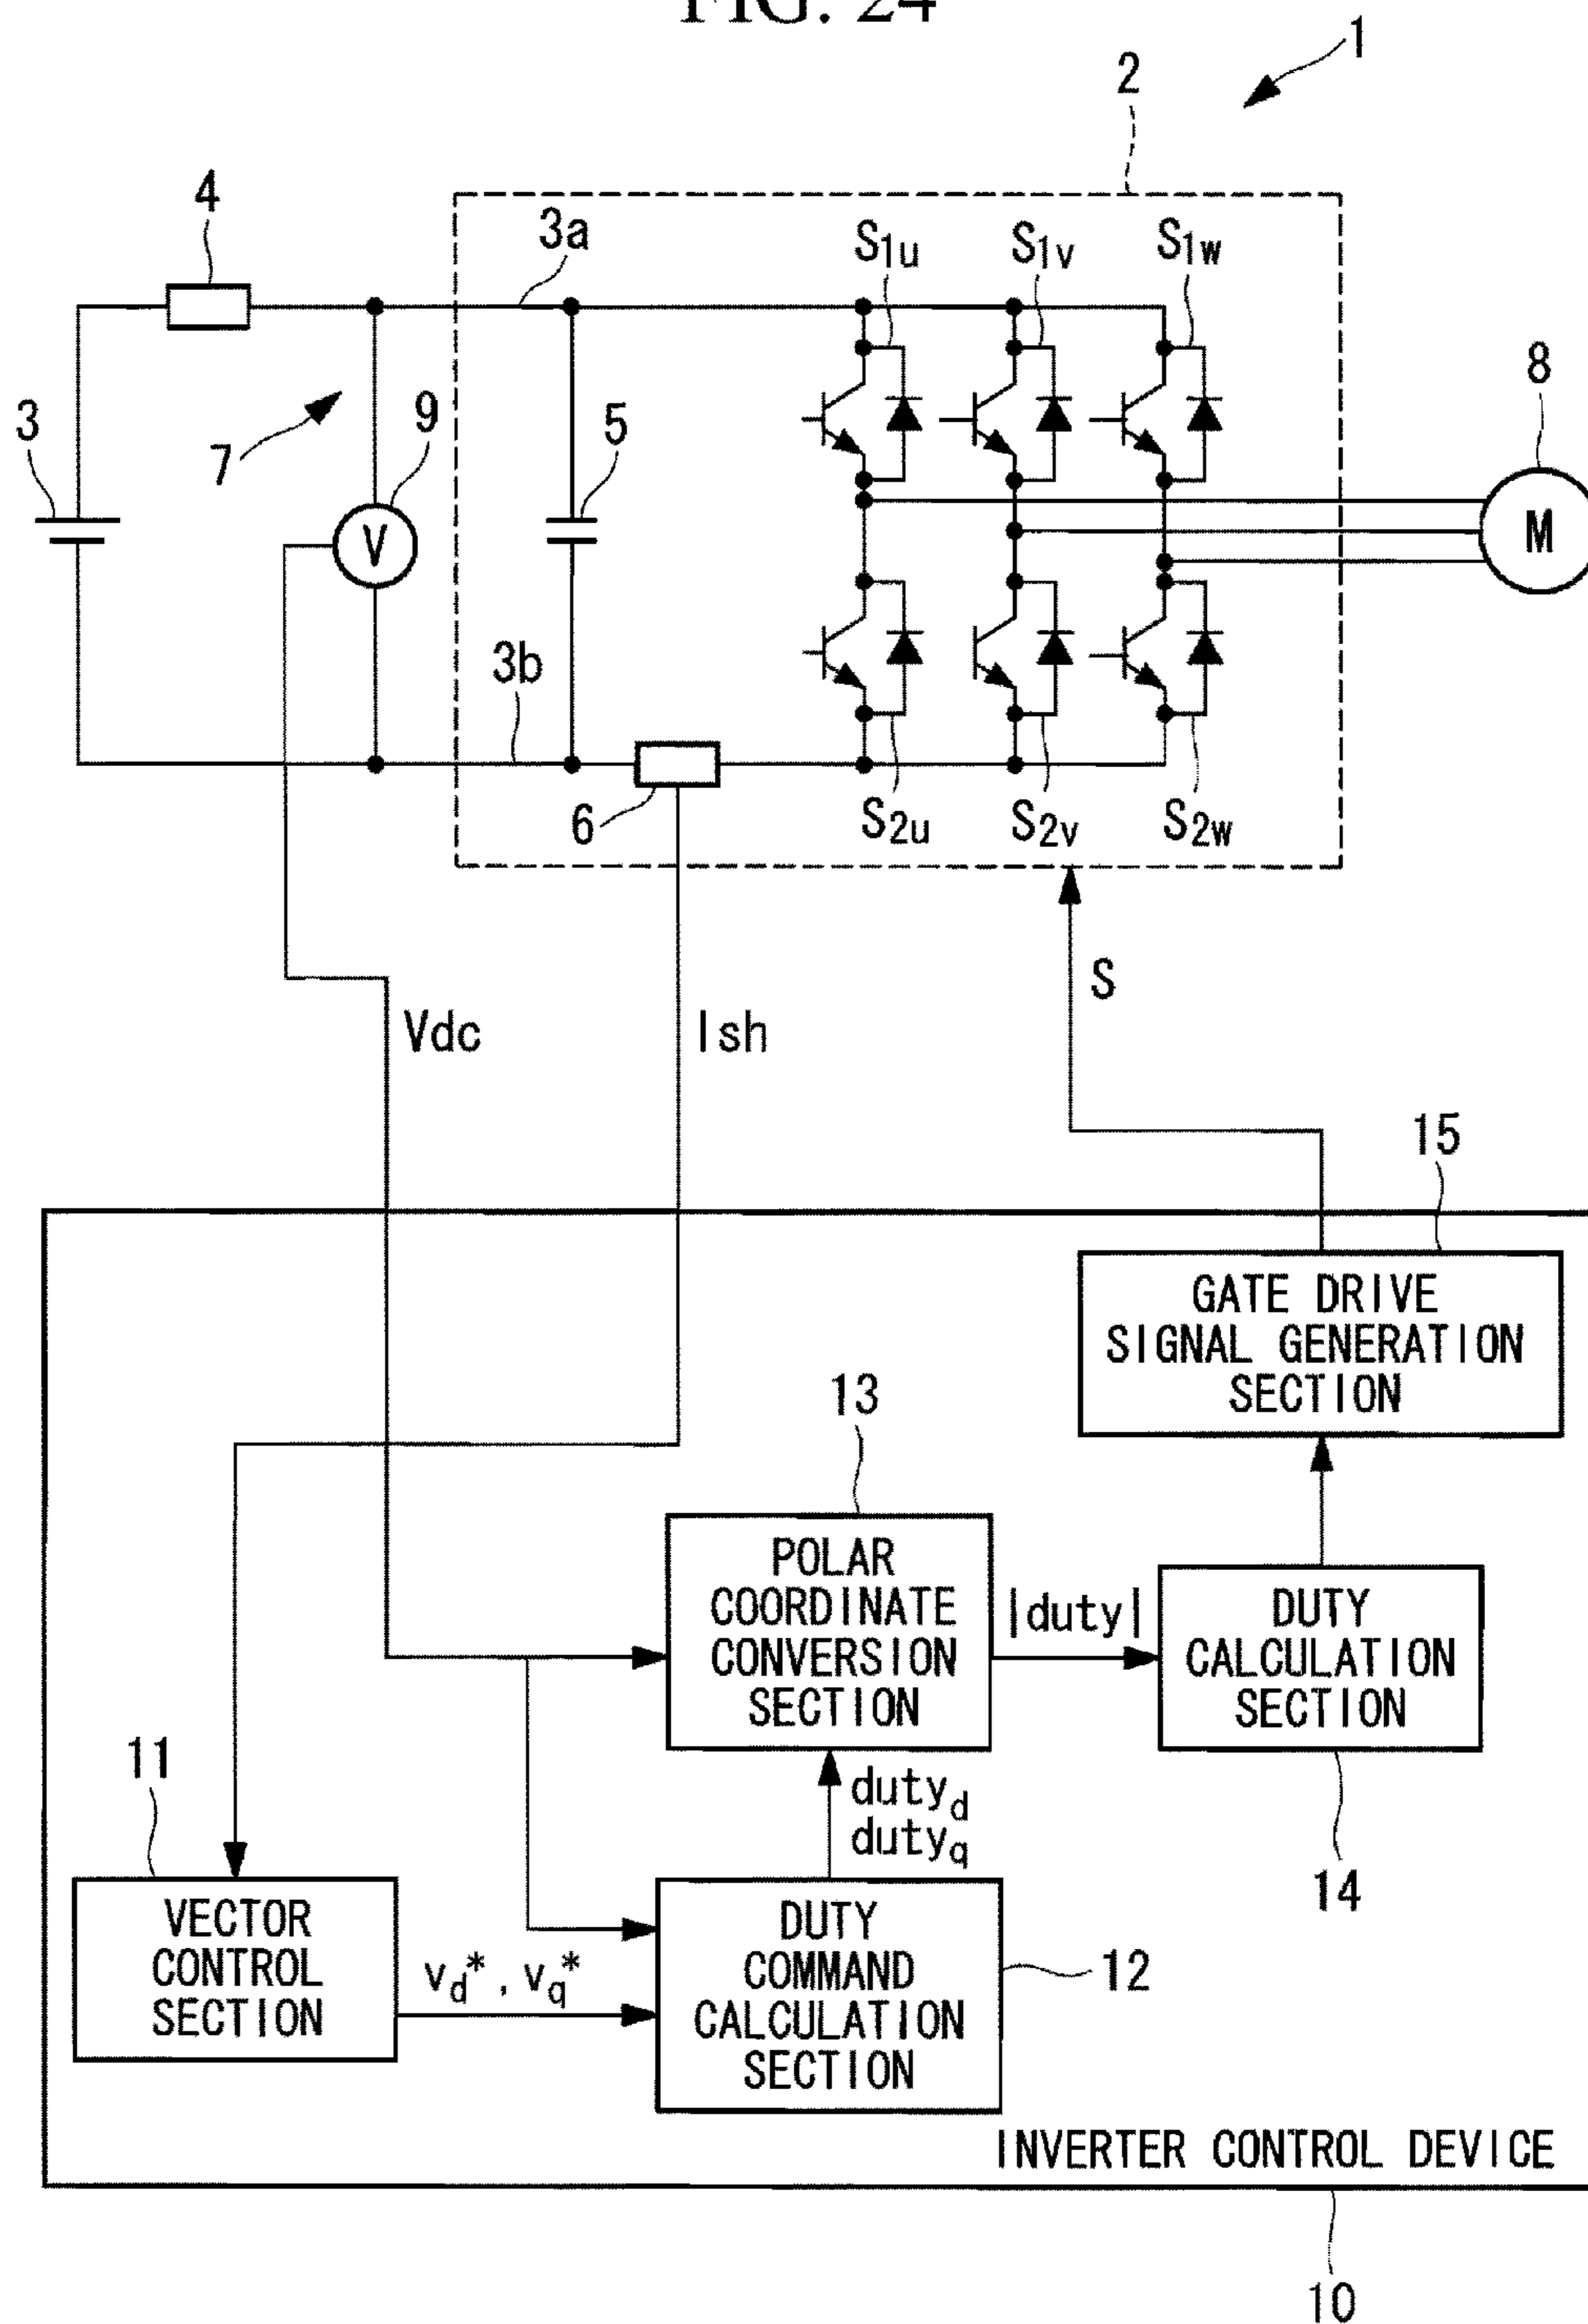 FIG. 24
1
2
4
3a
S1u
S1v
S1w
8
3
7
9
5
V
M
3b
6
S2u
S2v
S2w
S
Vdc
Ish
15
GATE DRIVE
SIGNAL GENERATION
SECTION
13
POLAR
COORDINATE
CONVERSION
SECTION
|duty|
DUTY
CALCULATION
SECTION
11
dutyd
dutyq
14
VECTOR
CONTROL
SECTION
vd*, vq*
DUTY
COMMAND
CALCULATION
SECTION
12
INVERTER CONTROL DEVICE
10